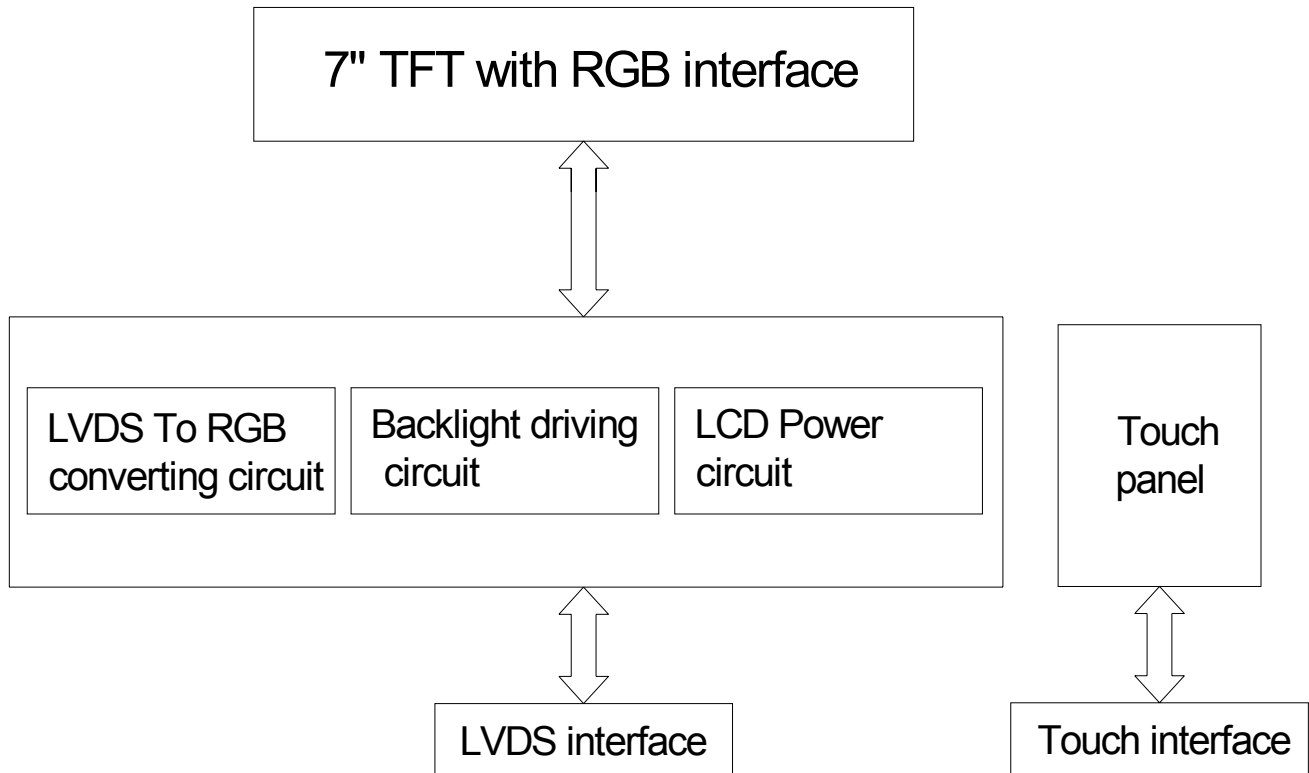 7" TFT with RGB interface
LVDS To RGB
converting circuit
Backlight driving
circuit
LCD Power
circuit
Touch
panel
LVDS interface
Touch interface